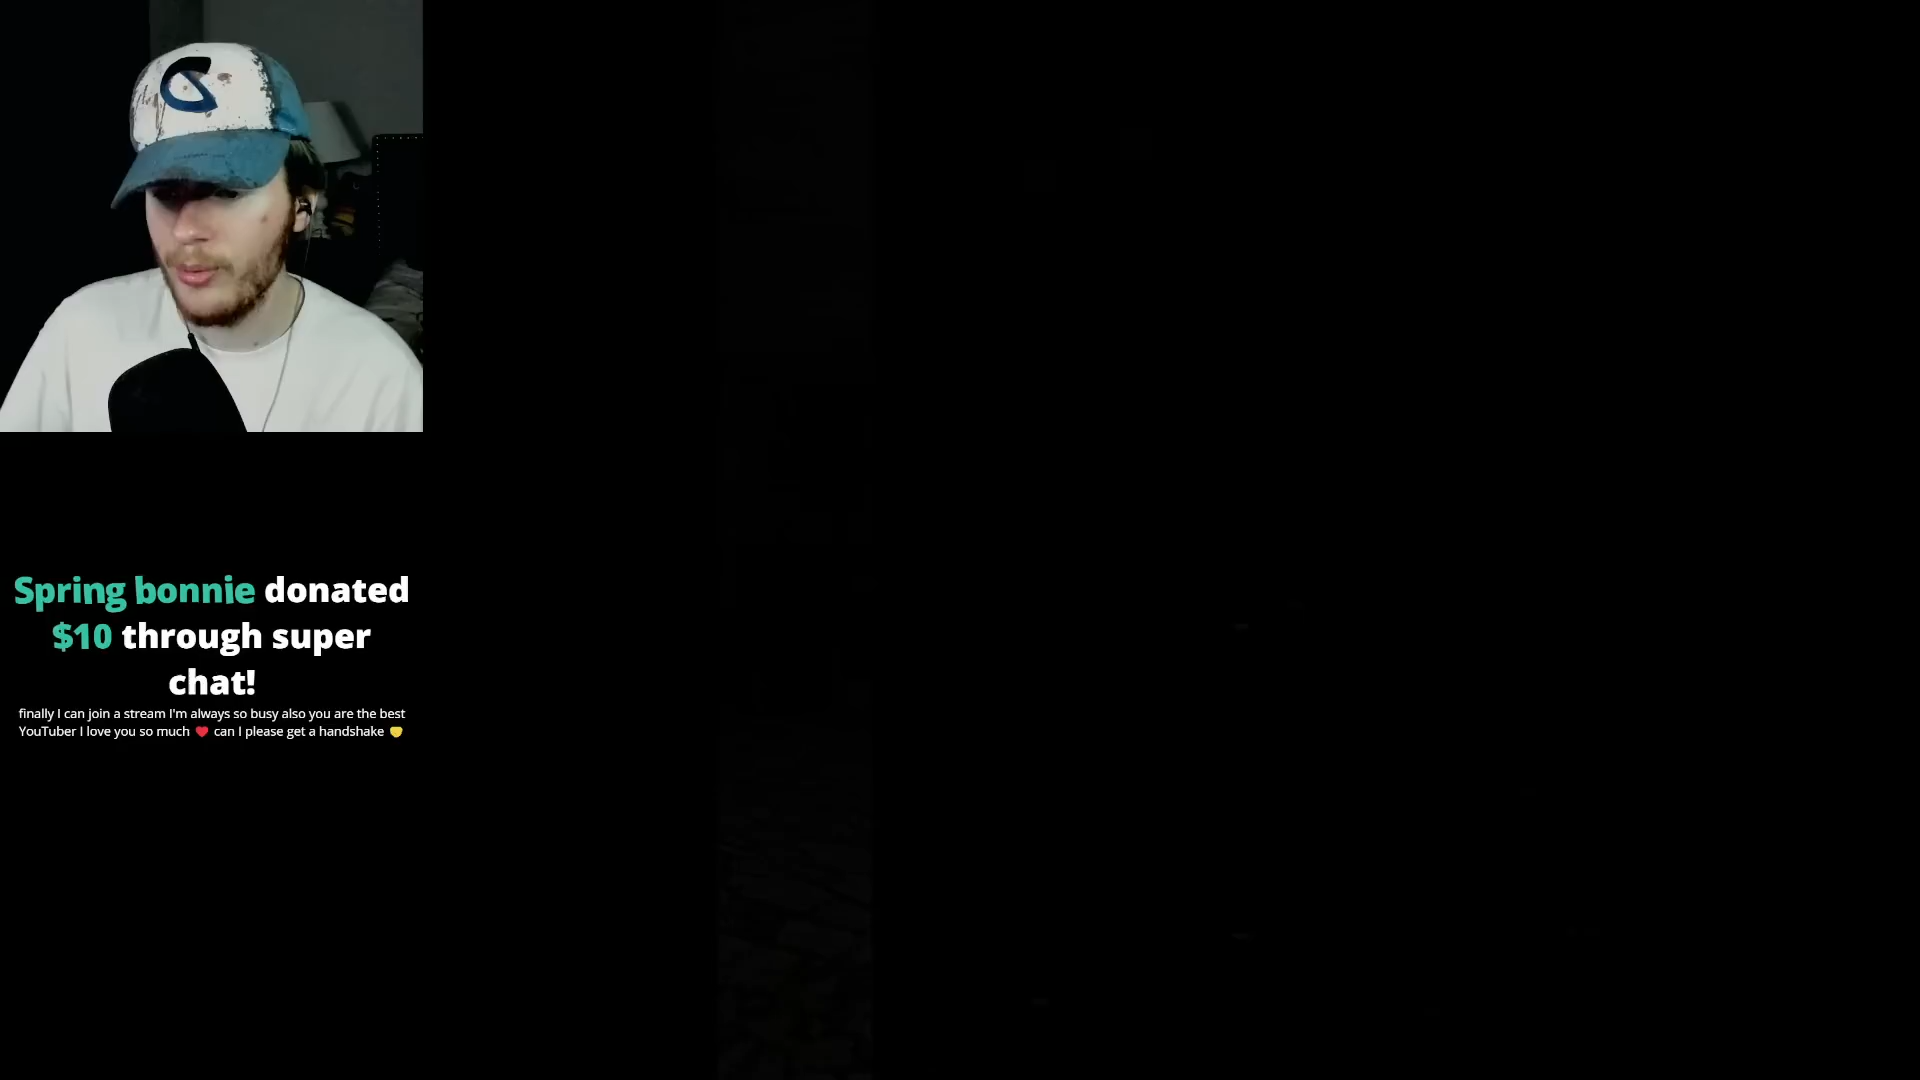 Spring bonnie donated
$10 through super
chat!
finally I can join a stream I'm always so busy also you are the best
YouTuber I love you so much ❤️ can I please get a handshake